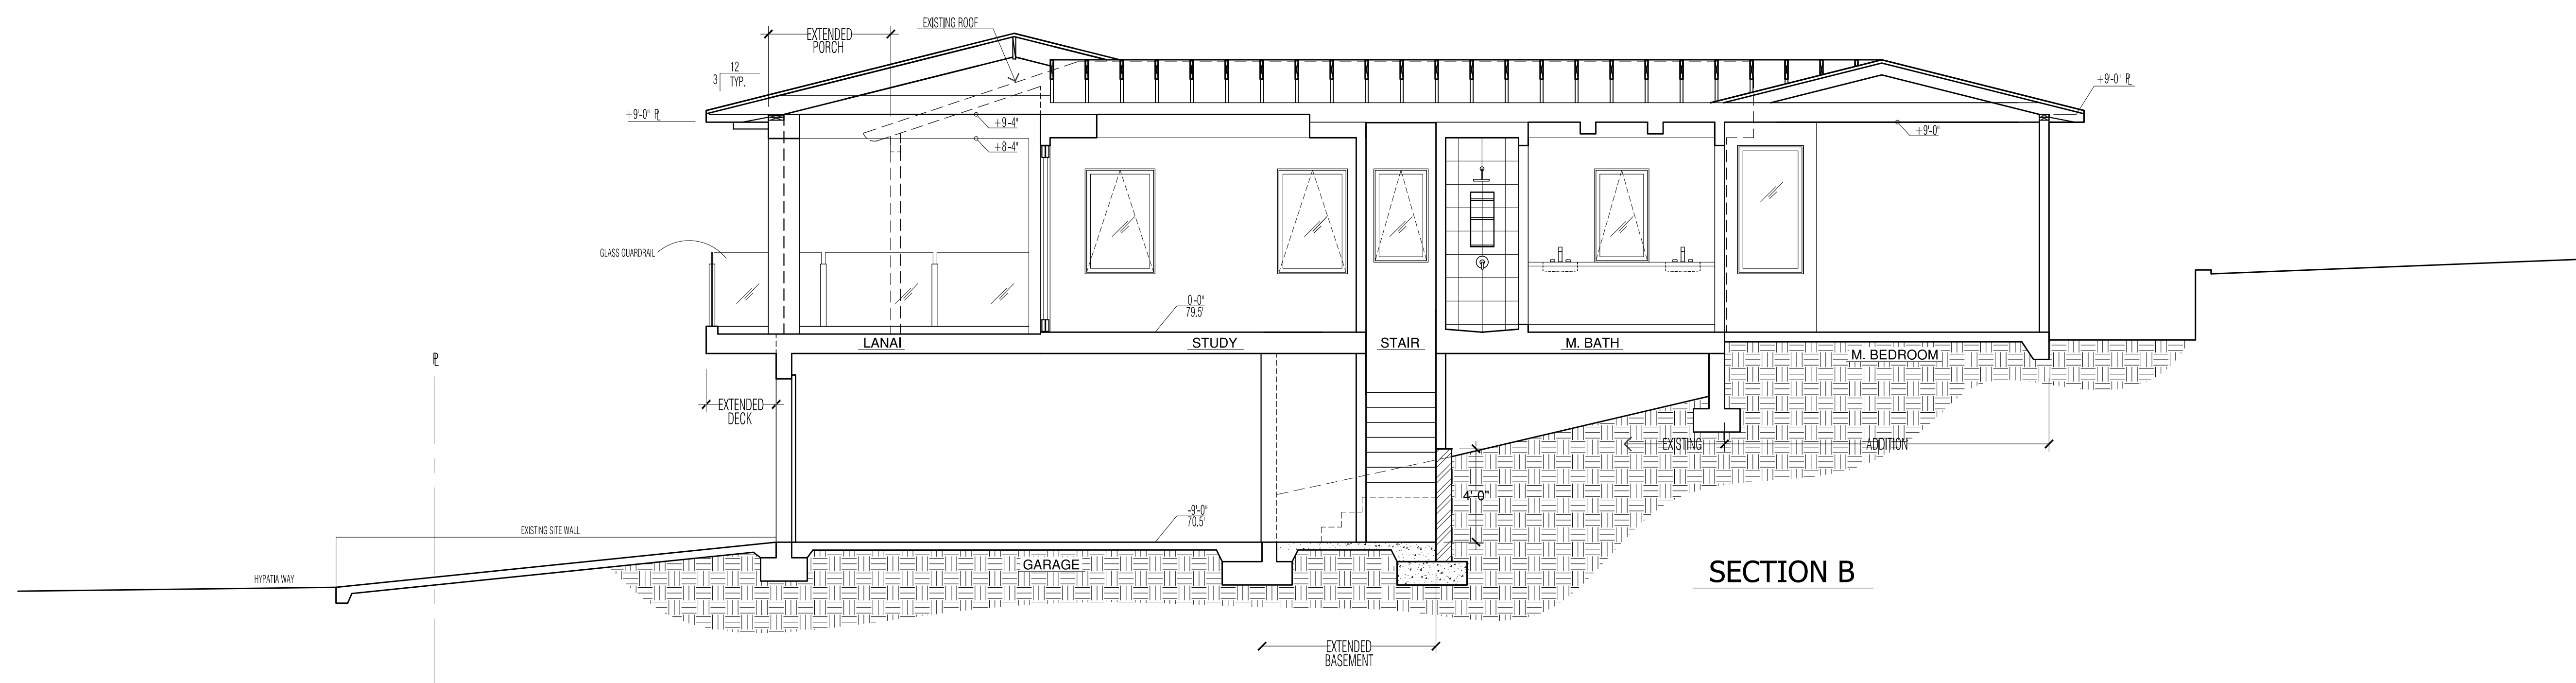 EXISTING ROOF
EXTENDED
PORCH
12
3
TYP.
+9'-0" PL
+9'-0" PL
+9'-4"
+8'-4"
+9'-0"
GLASS GUARDRAIL
0'-0"
79.5'
LANAI
STUDY
STAIR
M. BATH
M. BEDROOM
PL
EXTENDED
DECK
EXISTING
ADDITION
4'-0"
-9'-0"
70.5'
EXISTING SITE WALL
GARAGE
HYPATIA WAY
SECTION B
EXTENDED
BASEMENT